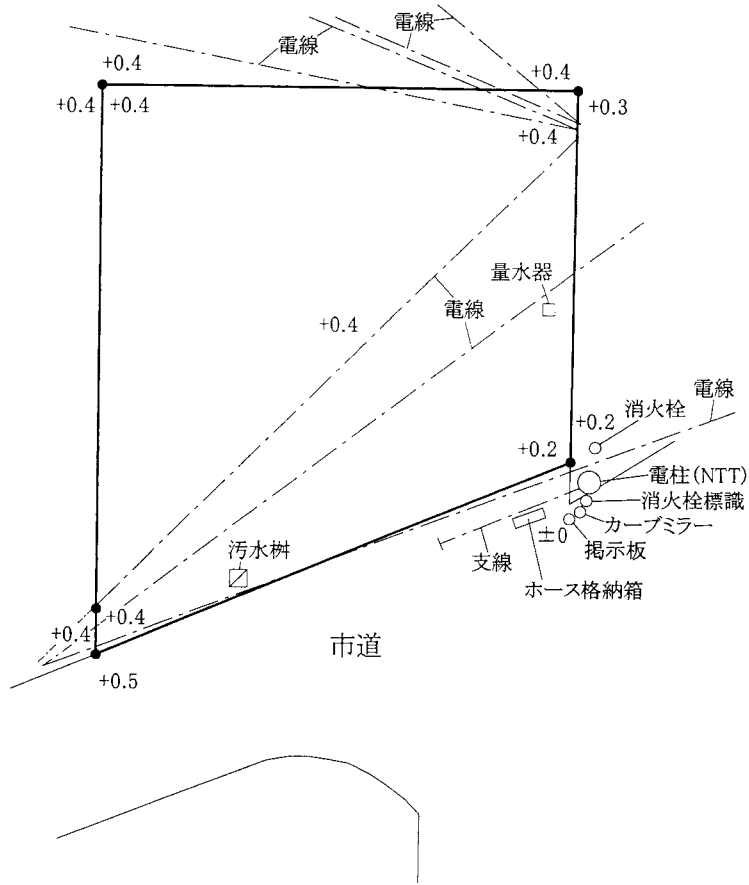 電線
電線
+0.4
+0.4
+0.4
+0.4
+0.3
+0.4
量水器
+0.4
電線
電線
+0.2
消火栓
+0.2
電柱(NTT)
消火栓標識
カーブミラー
±0
掲示板
汚水桝
支線
ホース格納箱
+0.4
+0.4
市道
+0.5